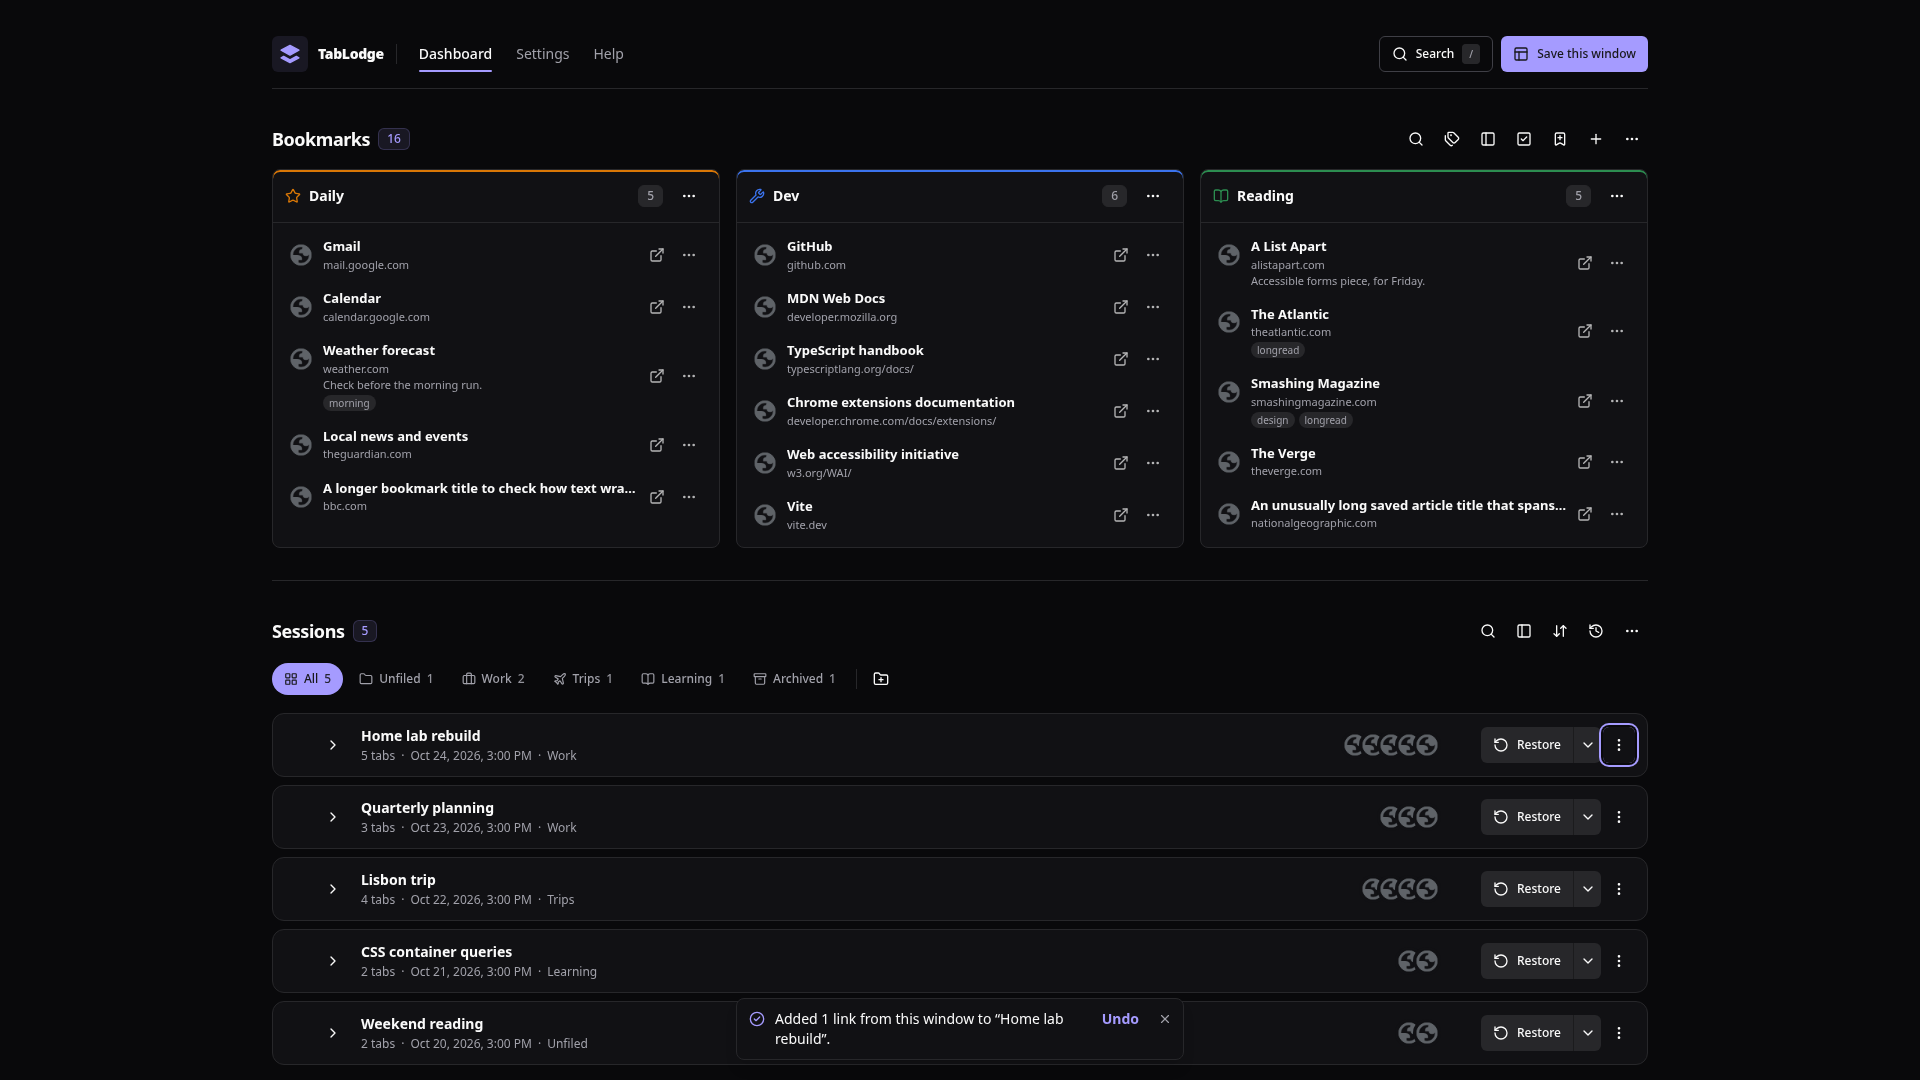 TabLodge
Dashboard
Settings
Help
Search /
Save this window
Bookmarks 16
Daily 5
Gmail
mail.google.com
Calendar
calendar.google.com
Weather forecast
weather.com
Check before the morning run.
morning
Local news and events
theguardian.com
A longer bookmark title to check how text wra...
bbc.com
Dev 6
GitHub
github.com
MDN Web Docs
developer.mozilla.org
TypeScript handbook
typescriptlang.org/docs/
Chrome extensions documentation
developer.chrome.com/docs/extensions/
Web accessibility initiative
w3.org/WAI/
Vite
vite.dev
Reading 5
A List Apart
alistapart.com
Accessible forms piece, for Friday.
The Atlantic
theatlantic.com
longread
Smashing Magazine
smashingmagazine.com
design longread
The Verge
theverge.com
An unusually long saved article title that spans...
nationalgeographic.com
Sessions 5
All 5
Unfiled 1
Work 2
Trips 1
Learning 1
Archived 1
Home lab rebuild
5 tabs · Oct 24, 2026, 3:00 PM · Work
Restore
Quarterly planning
3 tabs · Oct 23, 2026, 3:00 PM · Work
Restore
Lisbon trip
4 tabs · Oct 22, 2026, 3:00 PM · Trips
Restore
CSS container queries
2 tabs · Oct 21, 2026, 3:00 PM · Learning
Restore
Weekend reading
2 tabs · Oct 20, 2026, 3:00 PM · Unfiled
Restore
Added 1 link from this window to “Home lab
rebuild”.
Undo